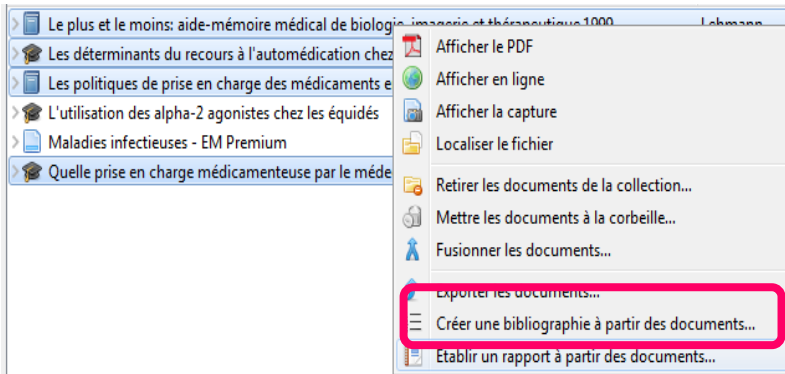 Le plus et le moins: aide-mémoire médical de biologie, imagerie et thérapeutique 1999 Lehmann
Les déterminants du recours à l'automédication chez
Les politiques de prise en charge des médicaments e
L'utilisation des alpha-2 agonistes chez les équidés
Maladies infectieuses - EM Premium
Quelle prise en charge médicamenteuse par le méde
Afficher le PDF
Afficher en ligne
Afficher la capture
Localiser le fichier
Retirer les documents de la collection...
Mettre les documents à la corbeille...
Fusionner les documents...
Exporter les documents...
Créer une bibliographie à partir des documents...
Etablir un rapport à partir des documents...